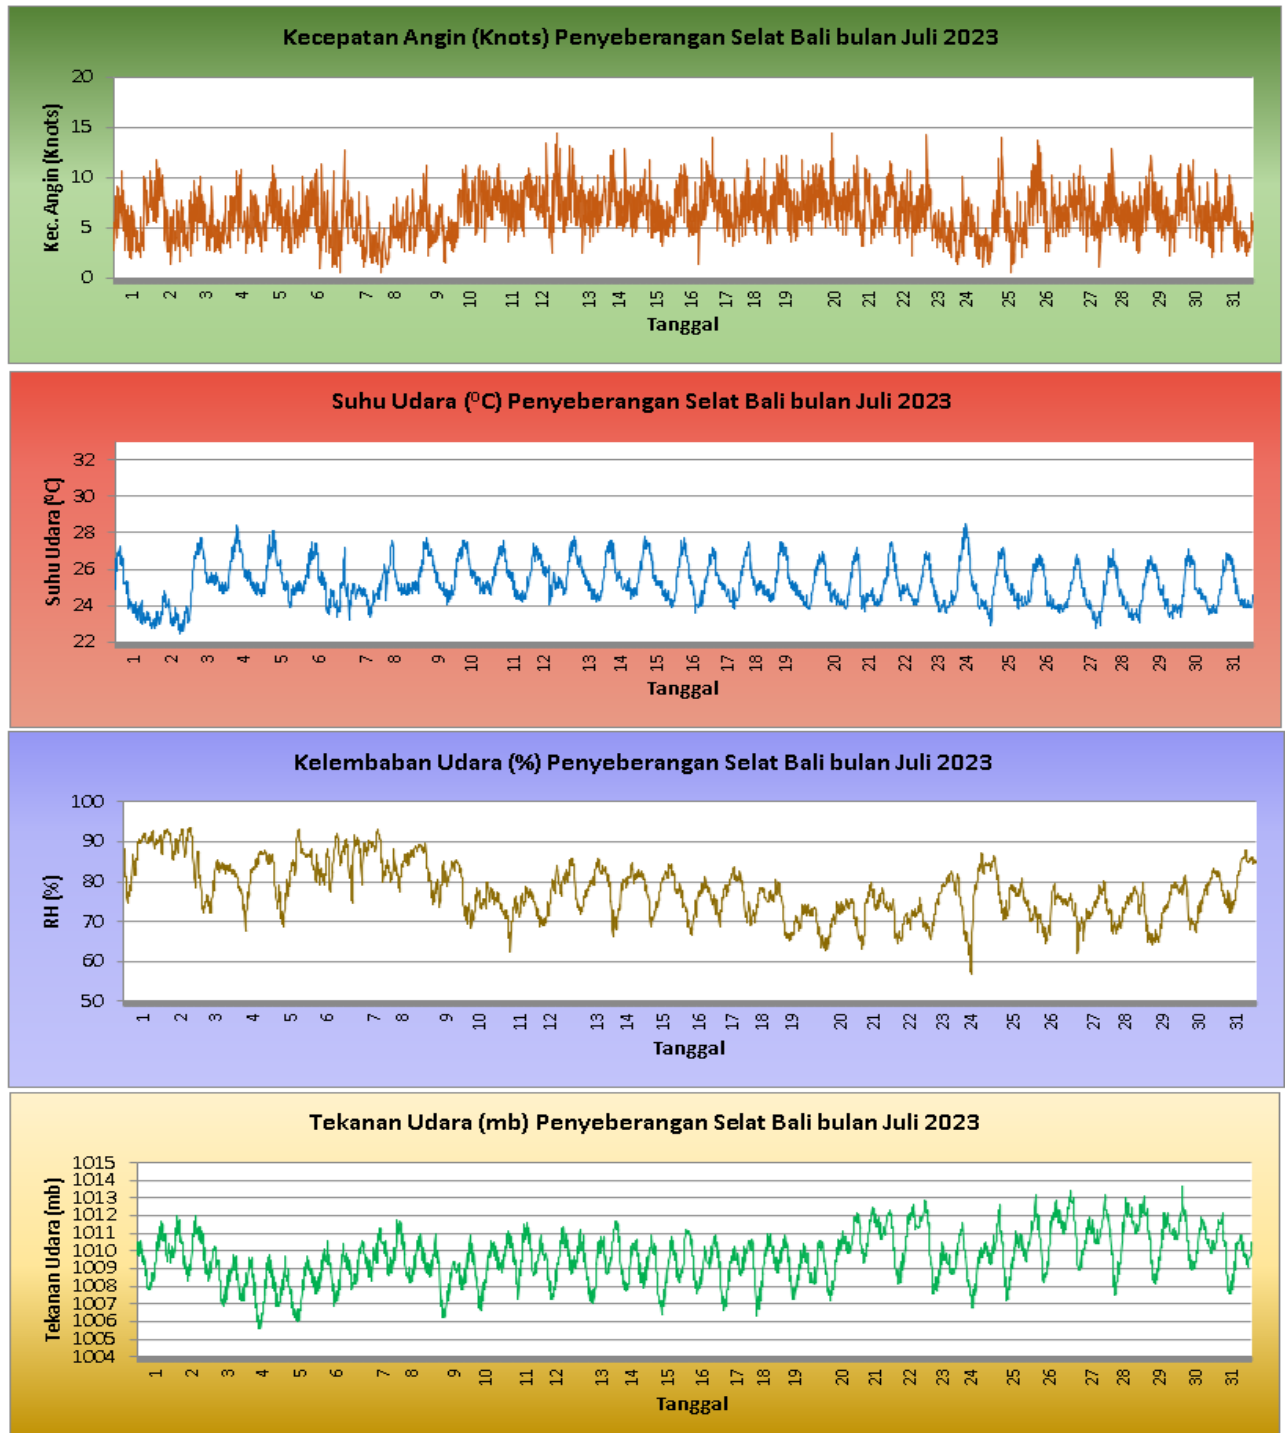 Kecepatan Angin (Knots) Penyeberangan Selat Bali bulan Juli 2023
Kec. Angin (Knots)
20
15
10
5
0
1 2 3 4 5 6 7 8 9 10 11 12 13 14 15 16 17 18 19 20 21 22 23 24 25 26 27 28 29 30 31
Tanggal
Suhu Udara (⁰C) Penyeberangan Selat Bali bulan Juli 2023
Suhu Udara (⁰C)
32
30
28
26
24
22
1 2 3 4 5 6 7 8 9 10 11 12 13 14 15 16 17 18 19 20 21 22 23 24 25 26 27 28 29 30 31
Tanggal
Kelembaban Udara (%) Penyeberangan Selat Bali bulan Juli 2023
RH (%)
100
90
80
70
60
50
1 2 3 4 5 6 7 8 9 10 11 12 13 14 15 16 17 18 19 20 21 22 23 24 25 26 27 28 29 30 31
Tanggal
Tekanan Udara (mb) Penyeberangan Selat Bali bulan Juli 2023
Tekanan Udara (mb)
1015
1014
1013
1012
1011
1010
1009
1008
1007
1006
1005
1004
1 2 3 4 5 6 7 8 9 10 11 12 13 14 15 16 17 18 19 20 21 22 23 24 25 26 27 28 29 30 31
Tanggal